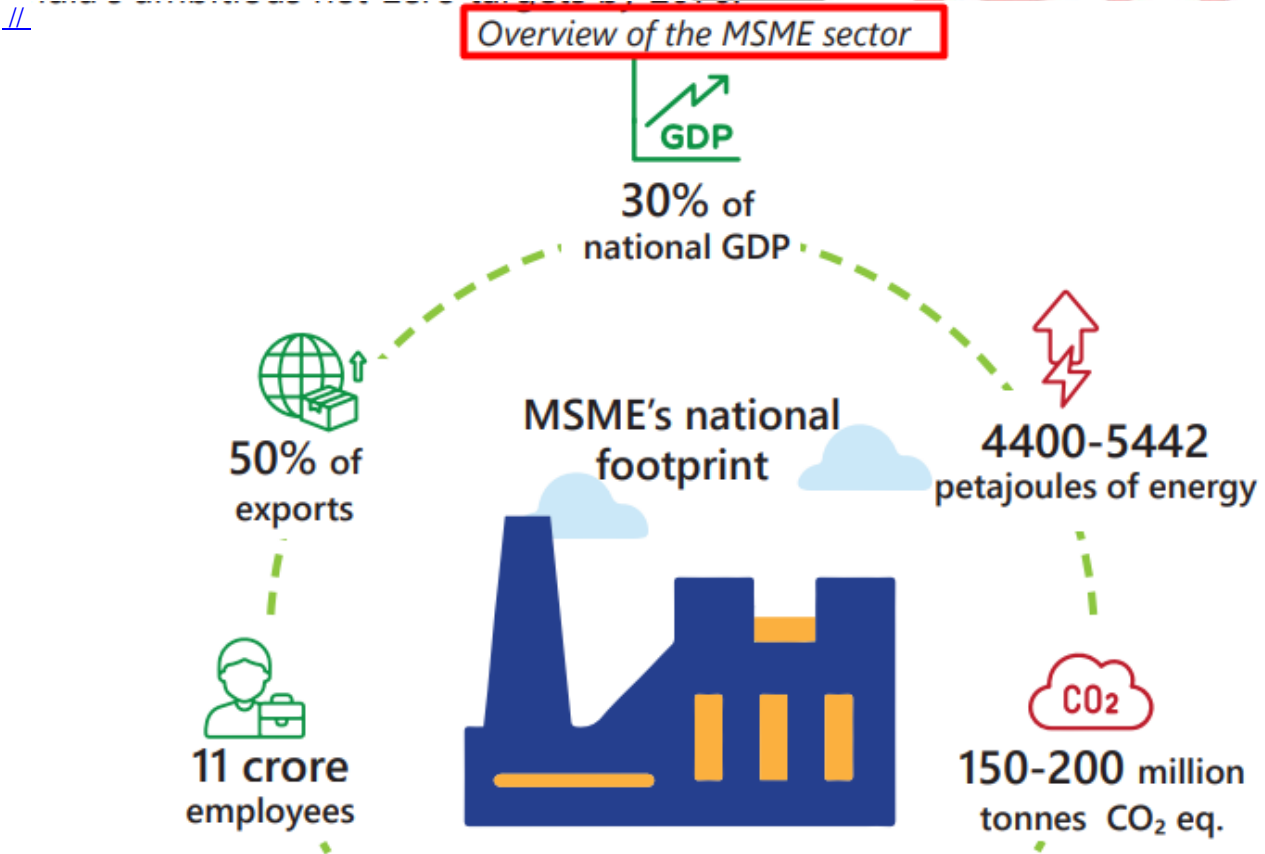 //
Overview of the MSME sector
GDP
30% of
national GDP
50% of
exports
MSME's national
footprint
4400-5442
petajoules of energy
11 crore
employees
CO2
150-200 million
tonnes CO₂ eq.